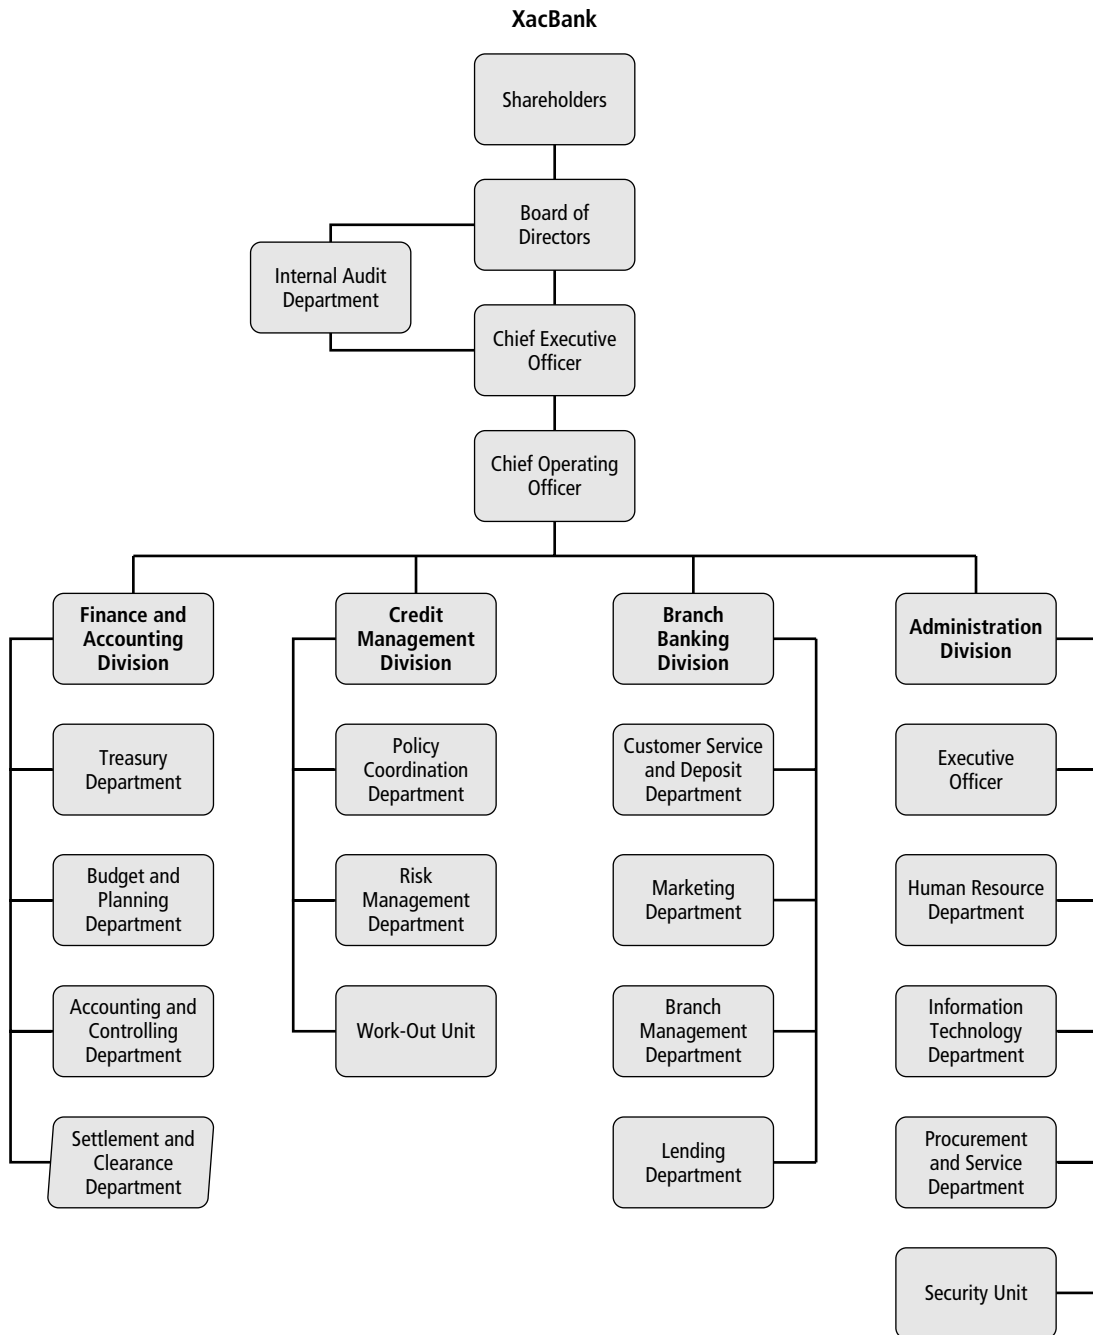 XacBank
Shareholders
Board of
Directors
Internal Audit
Department
Chief Executive
Officer
Chief Operating
Officer
Finance and
Accounting
Division
Credit
Management
Division
Branch
Banking
Division
Administration
Division
Treasury
Department
Policy
Coordination
Department
Customer Service
and Deposit
Department
Executive
Officer
Budget and
Planning
Department
Risk
Management
Department
Marketing
Department
Human Resource
Department
Accounting and
Controlling
Department
Work-Out Unit
Branch
Management
Department
Information
Technology
Department
Settlement and
Clearance
Department
Lending
Department
Procurement
and Service
Department
Security Unit